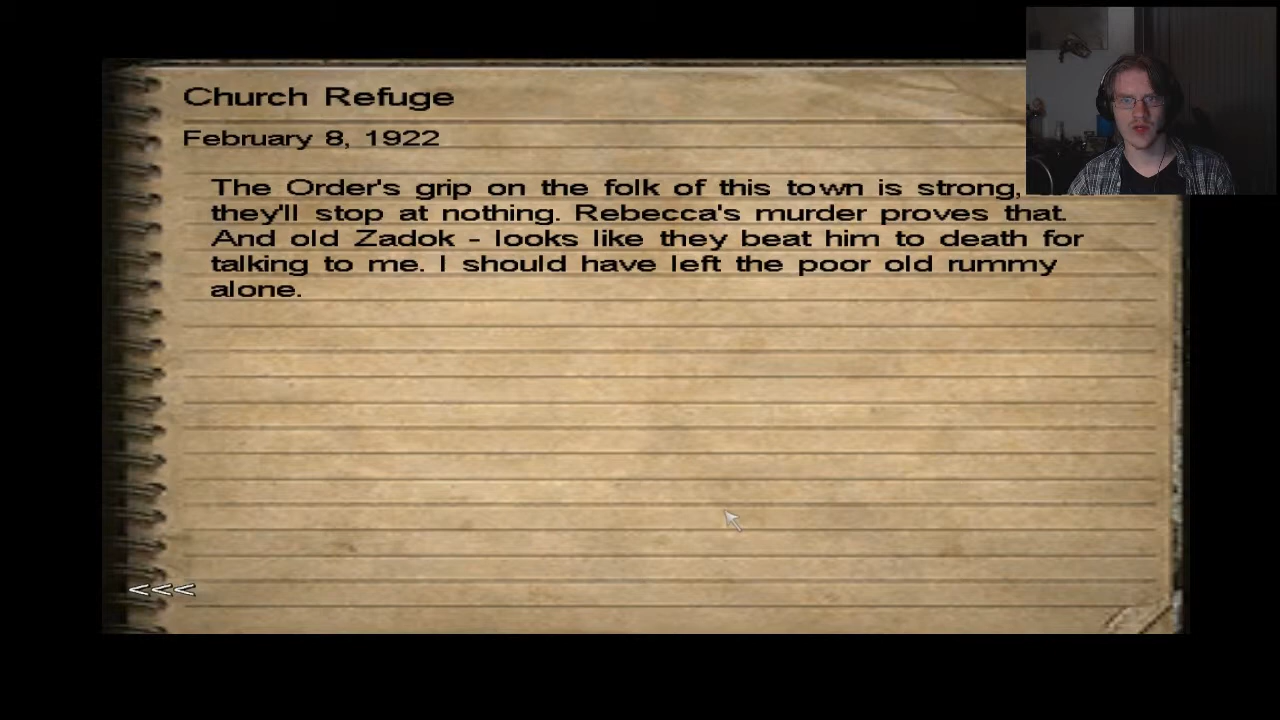 Church Refuge
February 8, 1922
The Order's grip on the folk of this town is strong,
they'll stop at nothing. Rebecca's murder proves that.
And old Zadok - looks like they beat him to death for
talking to me. I should have left the poor old rummy
alone.
<<<